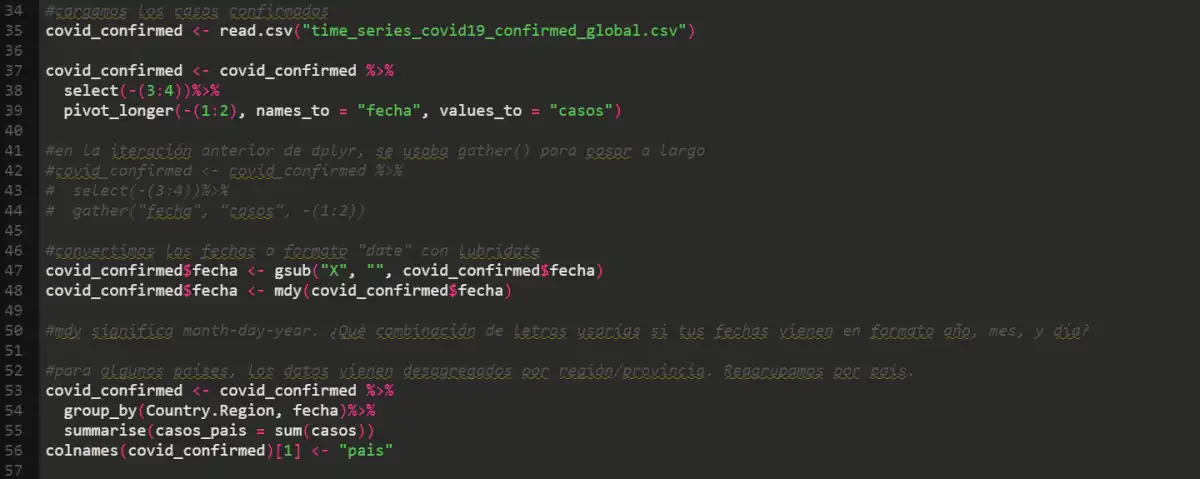 34 #cargamos los casos confirmados
35 covid_confirmed <- read.csv("time_series_covid19_confirmed_global.csv")
36
37 covid_confirmed <- covid_confirmed %>%
38   select(-(3:4))%>%
39   pivot_longer(-(1:2), names_to = "fecha", values_to = "casos")
40
41 #en la iteración anterior de dplyr, se usaba gather() para pasar a largo
42 #covid_confirmed <- covid_confirmed %>%
43 #  select(-(3:4))%>%
44 #  gather("fecha", "casos", -(1:2))
45
46 #convertimos las fechas a formato "date" con lubridate
47 covid_confirmed$fecha <- gsub("X", "", covid_confirmed$fecha)
48 covid_confirmed$fecha <- mdy(covid_confirmed$fecha)
49
50 #mdy significa month-day-year. ¿Qué combinación de letras usarías si tus fechas vienen en formato año, mes, y día?
51
52 #para algunos países, los datos vienen desagregados por región/provincia. Reagrupamos por país.
53 covid_confirmed <- covid_confirmed %>%
54   group_by(Country.Region, fecha)%>%
55   summarise(casos_pais = sum(casos))
56 colnames(covid_confirmed)[1] <- "pais"
57